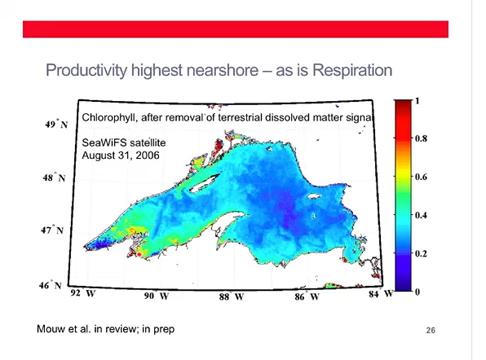 Productivity highest nearshore – as is Respiration
Chlorophyll, after removal of terrestrial dissolved matter signal
SeaWiFS satellite
August 31, 2006
49°N
48°N
47°N
46°N
92 W
90 W
88 W
86 W
84 W
1
0.8
0.6
0.4
0.2
0
Mouw et al. in review; in prep
26